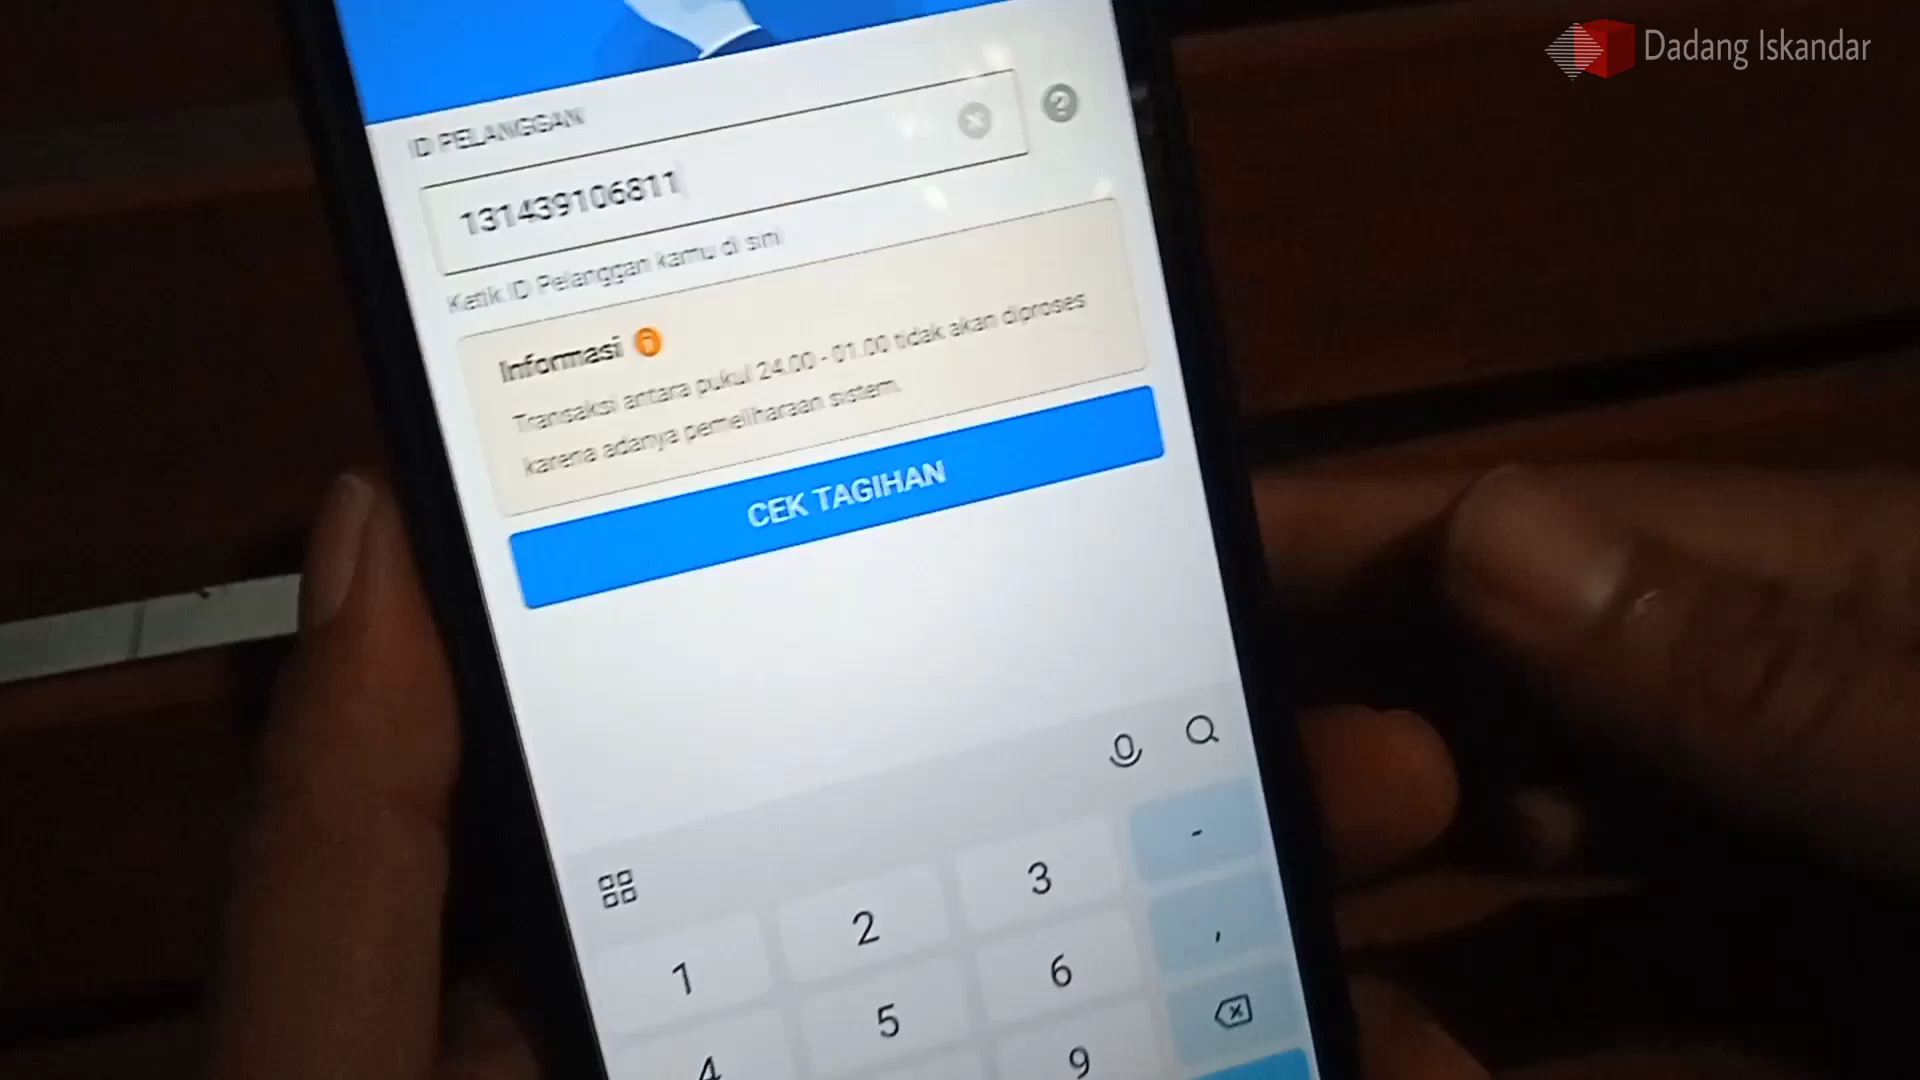 Dadang Iskandar
ID PELANGGAN
131439106811
Ketik ID Pelanggan kamu di sini
Informasi
Transaksi antara pukul 24.00 - 01.00 tidak akan diproses
karena adanya pemeliharaan sistem.
CEK TAGIHAN
1 2 3 -
4 5 6 ,
9